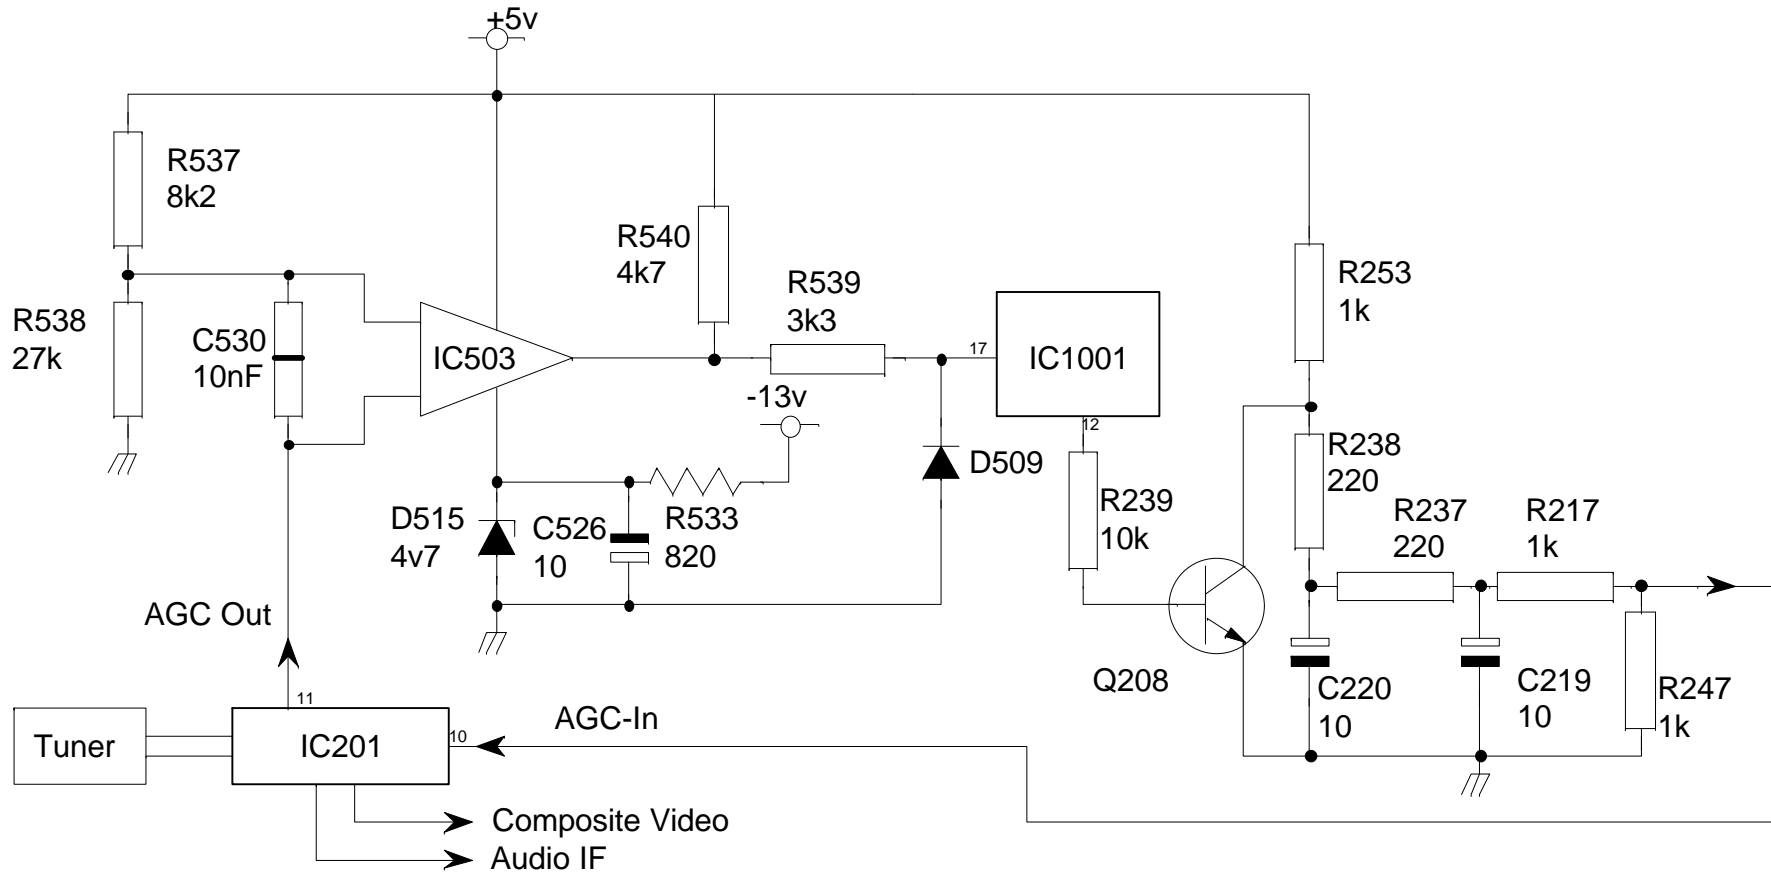 +5v
R537
8k2
R540
4k7
R253
1k
R539
3k3
R538
27k
C530
10nF
IC503
17
IC1001
-13v
12
R238
220
D509
R239
10k
D515
4v7
C526
10
R533
820
R237
220
R217
1k
AGC Out
Q208
C220
10
C219
10
R247
1k
11
AGC-In
Tuner
IC201
10
Composite Video
Audio IF